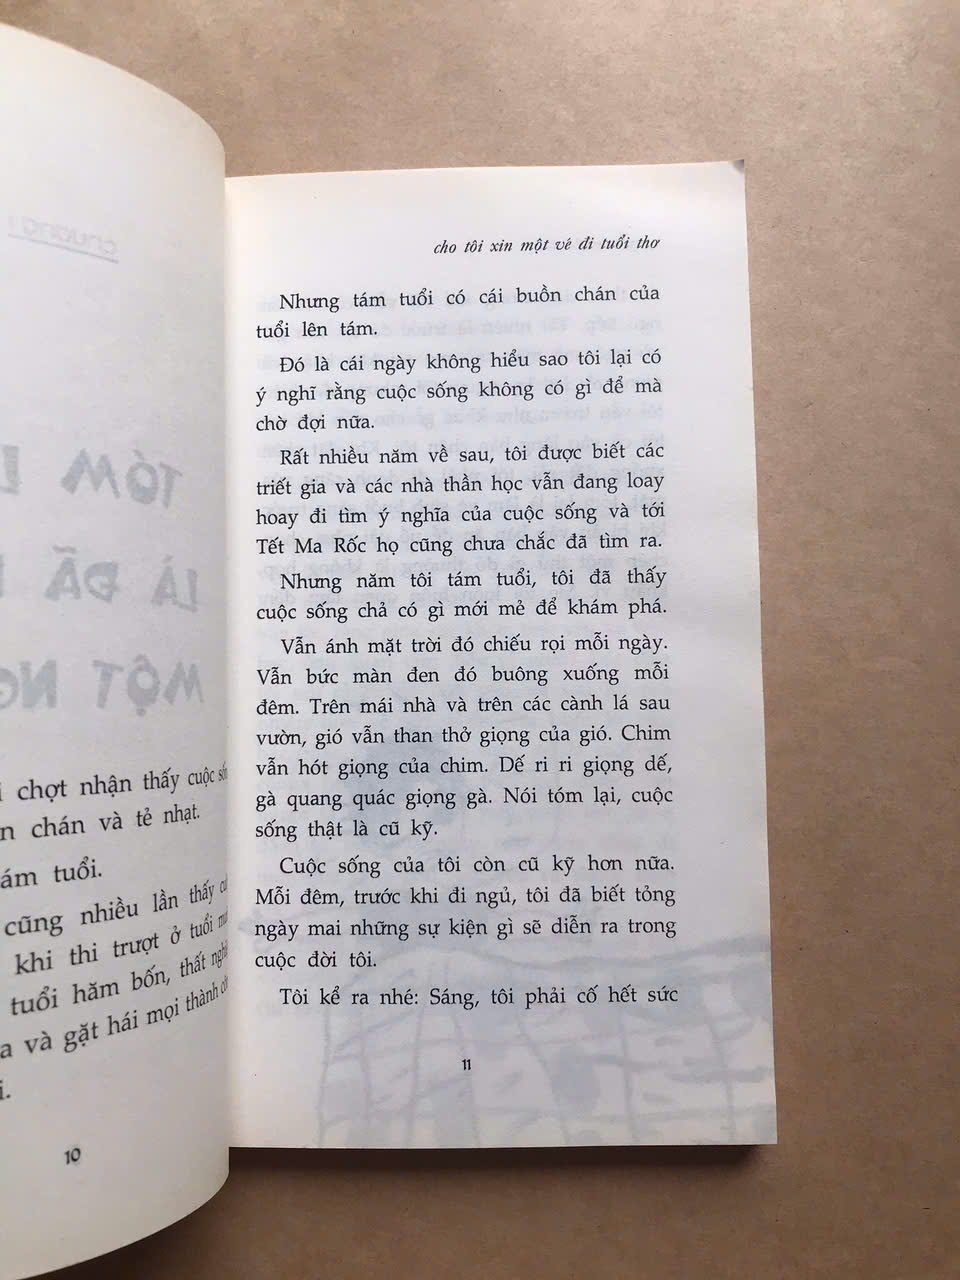 chợt nhận thấy cuộc
chán và tẻ nhạt.
tuổi.
cũng nhiều lần thấy
khi thi trượt ở tuổi
tuổi hăm bốn, thất
và gặt hái mọi thành
10
cho tôi xin một vé đi tuổi thơ
Nhưng tám tuổi có cái buồn chán của
tuổi lên tám.
Đó là cái ngày không hiểu sao tôi lại có
ý nghĩ rằng cuộc sống không có gì để mà
chờ đợi nữa.
Rất nhiều năm về sau, tôi được biết các
triết gia và các nhà thần học vẫn đang loay
hoay đi tìm ý nghĩa của cuộc sống và tới
Tết Ma Rốc họ cũng chưa chắc đã tìm ra.
Nhưng năm tôi tám tuổi, tôi đã thấy
cuộc sống chả có gì mới mẻ để khám phá.
Vẫn ánh mặt trời đó chiếu rọi mỗi ngày.
Vẫn bức màn đen đó buông xuống mỗi
đêm. Trên mái nhà và trên các cành lá sau
vườn, gió vẫn than thở giọng của gió. Chim
vẫn hót giọng của chim. Dế ri ri giọng dế,
gà quang quác giọng gà. Nói tóm lại, cuộc
sống thật là cũ kỹ.
Cuộc sống của tôi còn cũ kỹ hơn nữa.
Mỗi đêm, trước khi đi ngủ, tôi đã biết tỏng
ngày mai những sự kiện gì sẽ diễn ra trong
cuộc đời tôi.
Tôi kể ra nhé: Sáng, tôi phải cố hết sức
11